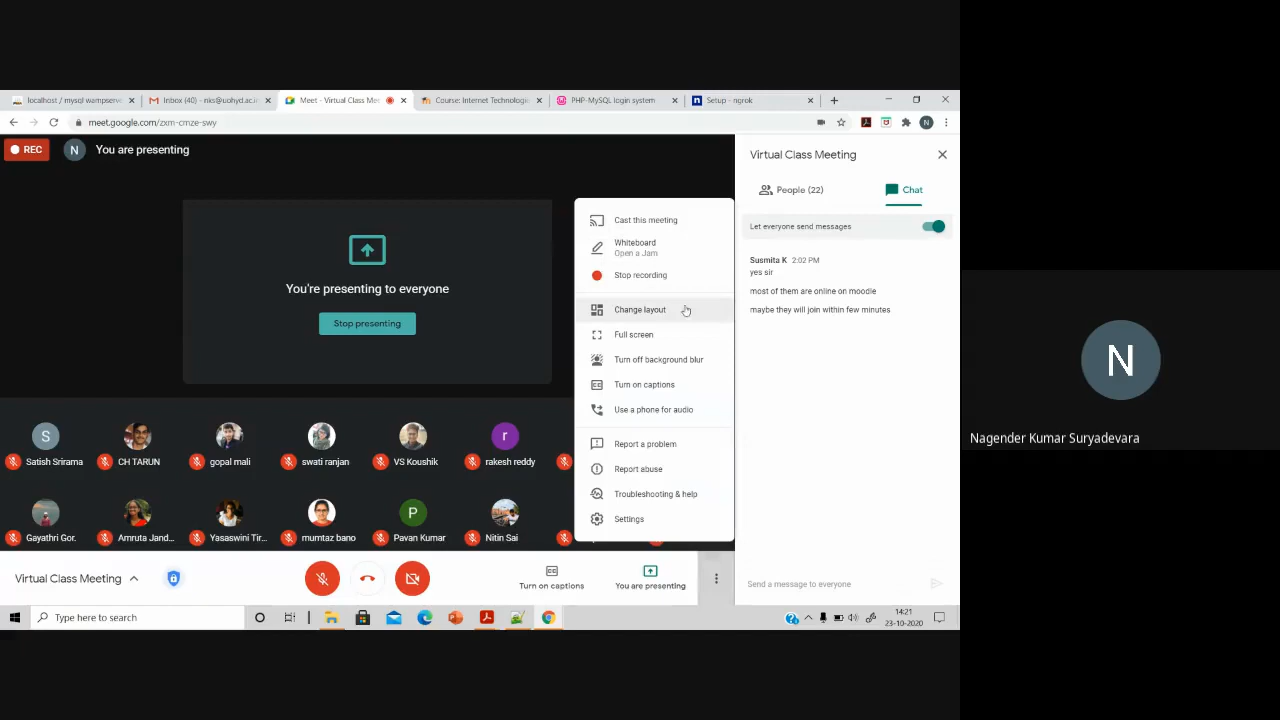 localhost / mysql wampserve
Inbox (40) - nks@uohyd.ac.in
Meet - Virtual Class Mee
Course: Internet Technologie
PHP-MySQL login system
Setup - ngrok
meet.google.com/zxm-cmze-swy
REC
N
You are presenting
You're presenting to everyone
Stop presenting
Cast this meeting
Whiteboard
Open a Jam
Stop recording
Change layout
Full screen
Turn off background blur
Turn on captions
Use a phone for audio
Report a problem
Report abuse
Troubleshooting & help
Settings
Virtual Class Meeting
People (22)
Chat
Let everyone send messages
Susmita K 2:02 PM
yes sir
most of them are online on moodle
maybe they will join within few minutes
Send a message to everyone
S
r
Satish Srirama
CH TARUN
gopal mali
swati ranjan
VS Koushik
rakesh reddy
P
Gayathri Gor.
Amruta Jand...
Yasaswini Tir...
mumtaz bano
Pavan Kumar
Nitin Sai
Virtual Class Meeting
Turn on captions
You are presenting
Type here to search
14:21
23-10-2020
N
Nagender Kumar Suryadevara